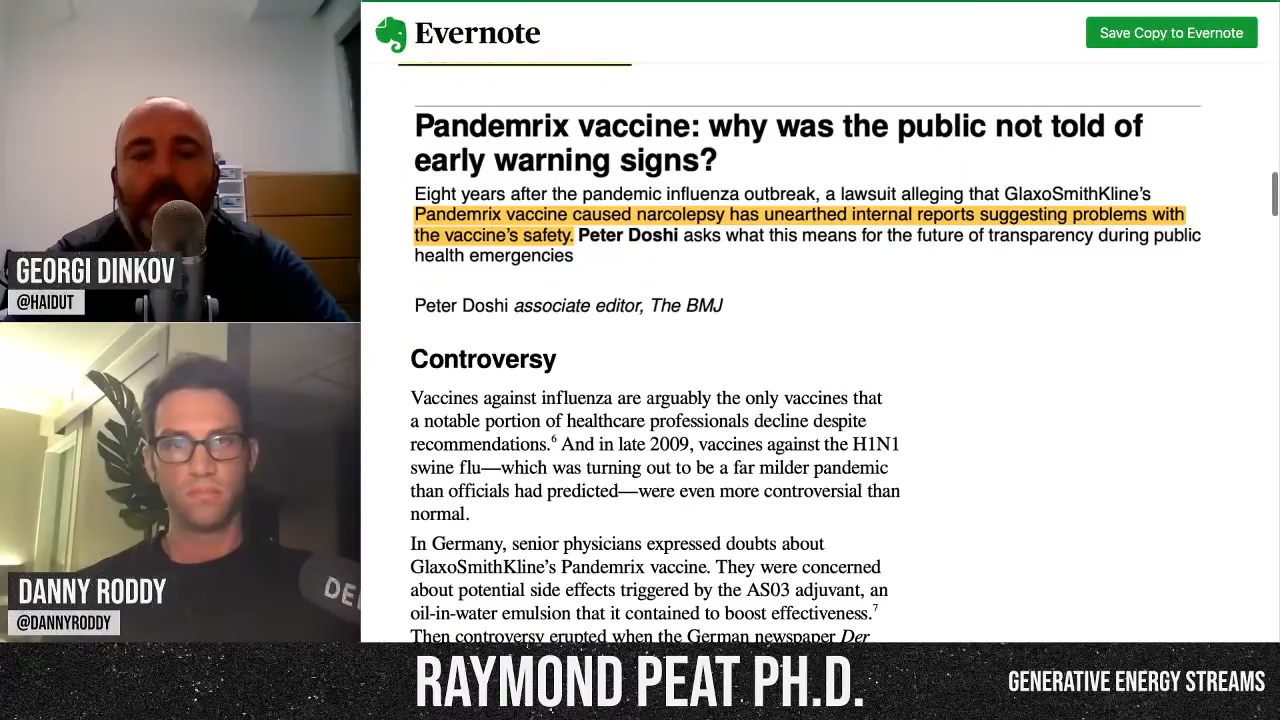 Evernote
Save Copy to Evernote
Pandemrix vaccine: why was the public not told of
early warning signs?
Eight years after the pandemic influenza outbreak, a lawsuit alleging that GlaxoSmithKline’s
Pandemrix vaccine caused narcolepsy has unearthed internal reports suggesting problems with
the vaccine’s safety. Peter Doshi asks what this means for the future of transparency during public
health emergencies
Peter Doshi associate editor, The BMJ
Controversy
Vaccines against influenza are arguably the only vaccines that
a notable portion of healthcare professionals decline despite
recommendations.6 And in late 2009, vaccines against the H1N1
swine flu—which was turning out to be a far milder pandemic
than officials had predicted—were even more controversial than
normal.
In Germany, senior physicians expressed doubts about
GlaxoSmithKline’s Pandemrix vaccine. They were concerned
about potential side effects triggered by the AS03 adjuvant, an
oil-in-water emulsion that it contained to boost effectiveness.7
Then controversy erupted when the German newspaper Der
GEORGI DINKOV
@HAIDUT
DANNY RODDY
@DANNYRODDY
RAYMOND PEAT PH.D.
GENERATIVE ENERGY STREAMS